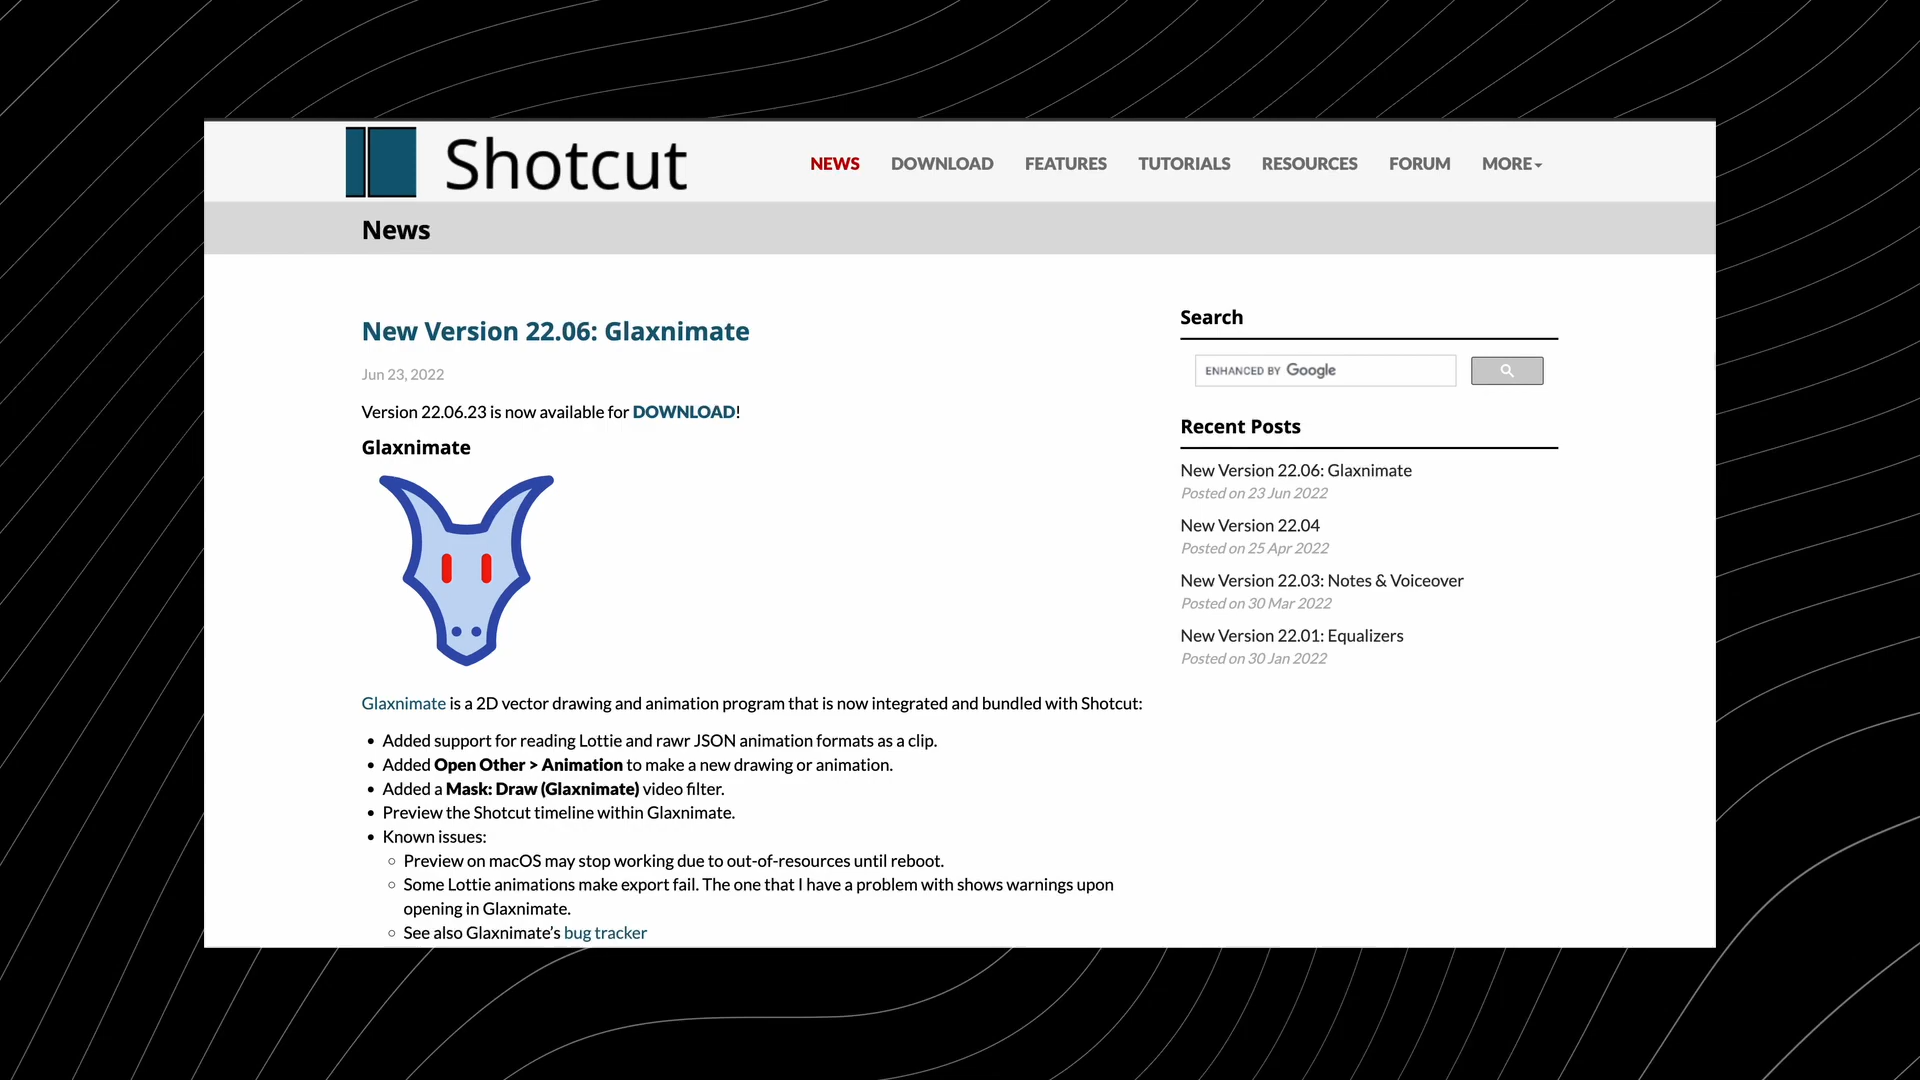 Shotcut
NEWS DOWNLOAD FEATURES TUTORIALS RESOURCES FORUM MORE
News
New Version 22.06: Glaxnimate
Jun 23, 2022
Version 22.06.23 is now available for DOWNLOAD!
Glaxnimate
Glaxnimate is a 2D vector drawing and animation program that is now integrated and bundled with Shotcut:
• Added support for reading Lottie and rawr JSON animation formats as a clip.
• Added Open Other > Animation to make a new drawing or animation.
• Added a Mask: Draw (Glaxnimate) video filter.
• Preview the Shotcut timeline within Glaxnimate.
• Known issues:
○ Preview on macOS may stop working due to out-of-resources until reboot.
○ Some Lottie animations make export fail. The one that I have a problem with shows warnings upon
opening in Glaxnimate.
○ See also Glaxnimate’s bug tracker
Search
ENHANCED BY Google
Recent Posts
New Version 22.06: Glaxnimate
Posted on 23 Jun 2022
New Version 22.04
Posted on 25 Apr 2022
New Version 22.03: Notes & Voiceover
Posted on 30 Mar 2022
New Version 22.01: Equalizers
Posted on 30 Jan 2022